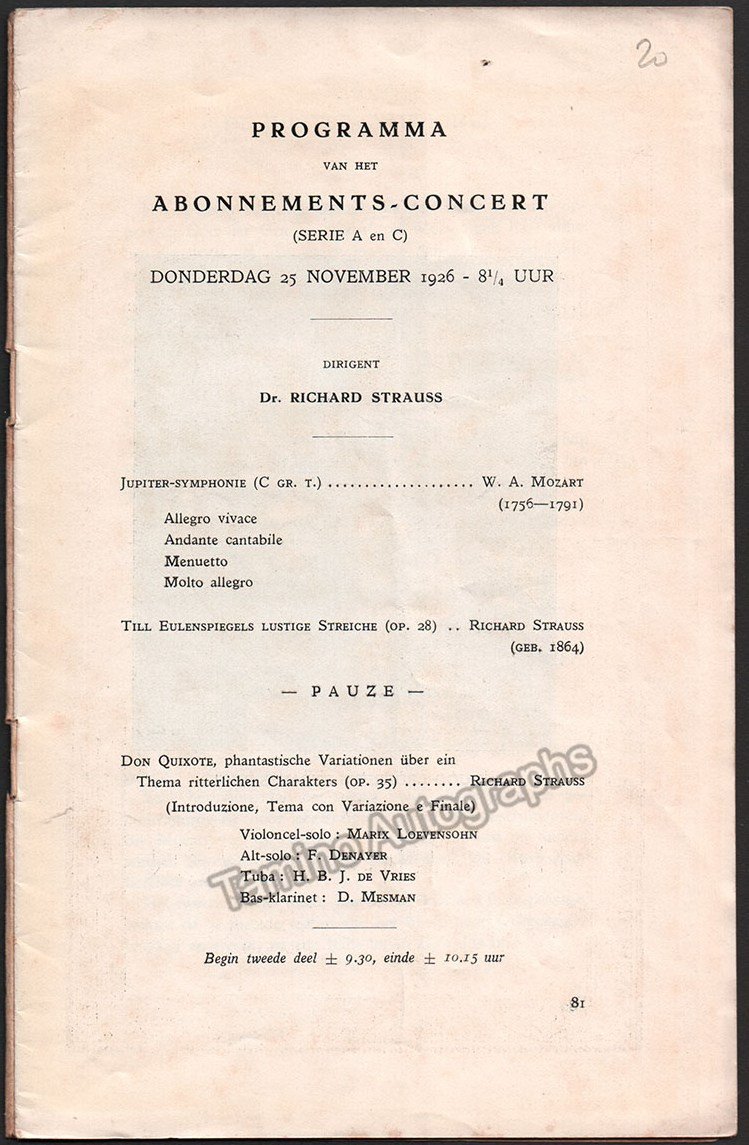 20
PROGRAMMA
VAN HET
ABONNEMENTS-CONCERT
(SERIE A en C)
DONDERDAG 25 NOVEMBER 1926 - 8¼ UUR
DIRIGENT
Dr. RICHARD STRAUSS
JUPITER-SYMPHONIE (C GR. T.) .................... W. A. MOZART
(1756—1791)
Allegro vivace
Andante cantabile
Menuetto
Molto allegro
TILL EULENSPIEGELS LUSTIGE STREICHE (OP. 28) .. RICHARD STRAUSS
(GEB. 1864)
— PAUZE —
DON QUIXOTE, phantastische Variationen über ein
Thema ritterlichen Charakters (OP. 35) ........ RICHARD STRAUSS
(Introduzione, Tema con Variazione e Finale)
Violoncel-solo : MARIX LOEVENSOHN
Alt-solo : F. DENAYER
Tuba : H. B. J. DE VRIES
Bas-klarinet : D. MESMAN
Tamino Autographs
Begin tweede deel ± 9.30, einde ± 10.15 uur
81